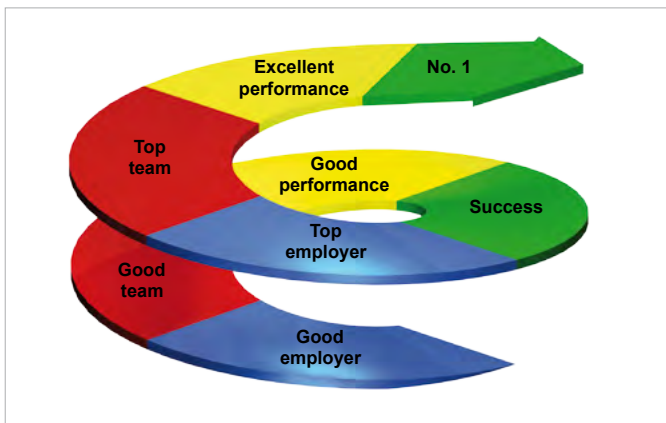 Excellent
performance
No. 1
Top
team
Good
performance
Success
Top
employer
Good
team
Good
employer